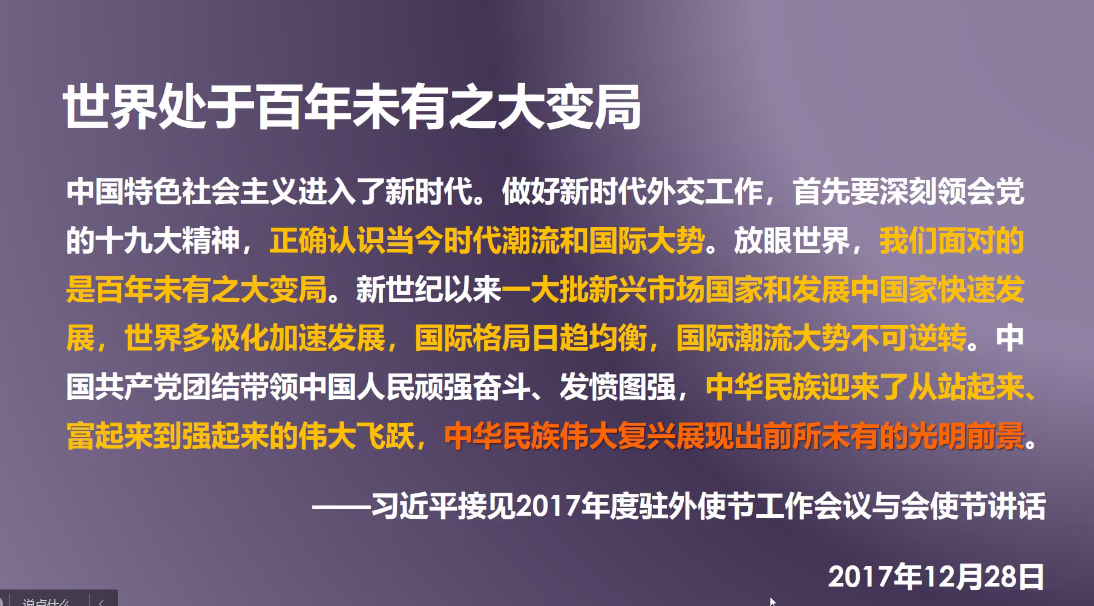 世界处于百年未有之大变局
中国特色社会主义进入了新时代。做好新时代外交工作，首先要深刻领会党
的十九大精神，正确认识当今时代潮流和国际大势。放眼世界，我们面对的
是百年未有之大变局。新世纪以来一大批新兴市场国家和发展中国家快速发
展，世界多极化加速发展，国际格局日趋均衡，国际潮流大势不可逆转。中
国共产党团结带领中国人民顽强奋斗、发愤图强，中华民族迎来了从站起来、
富起来到强起来的伟大飞跃，中华民族伟大复兴展现出前所未有的光明前景。
——习近平接见2017年度驻外使节工作会议与会使节讲话
2017年12月28日
说点什么